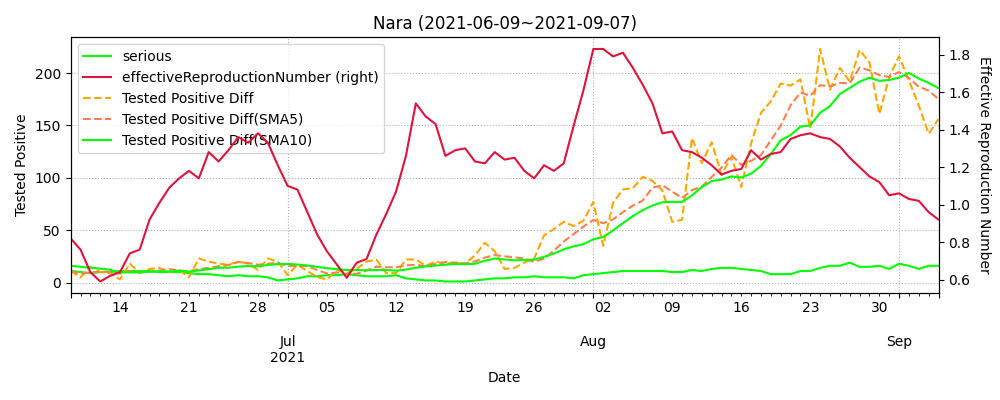 Nara (2021-06-09~2021-09-07)
serious
effectiveReproductionNumber (right)
Tested Positive Diff
Tested Positive Diff(SMA5)
Tested Positive Diff(SMA10)
Tested Positive
200
150
100
50
0
Effective Reproduction Number
1.8
1.6
1.4
1.2
1.0
0.8
0.6
14 21 28 05 12 19 26 02 09 16 23 30
Jul Aug Sep
2021
Date